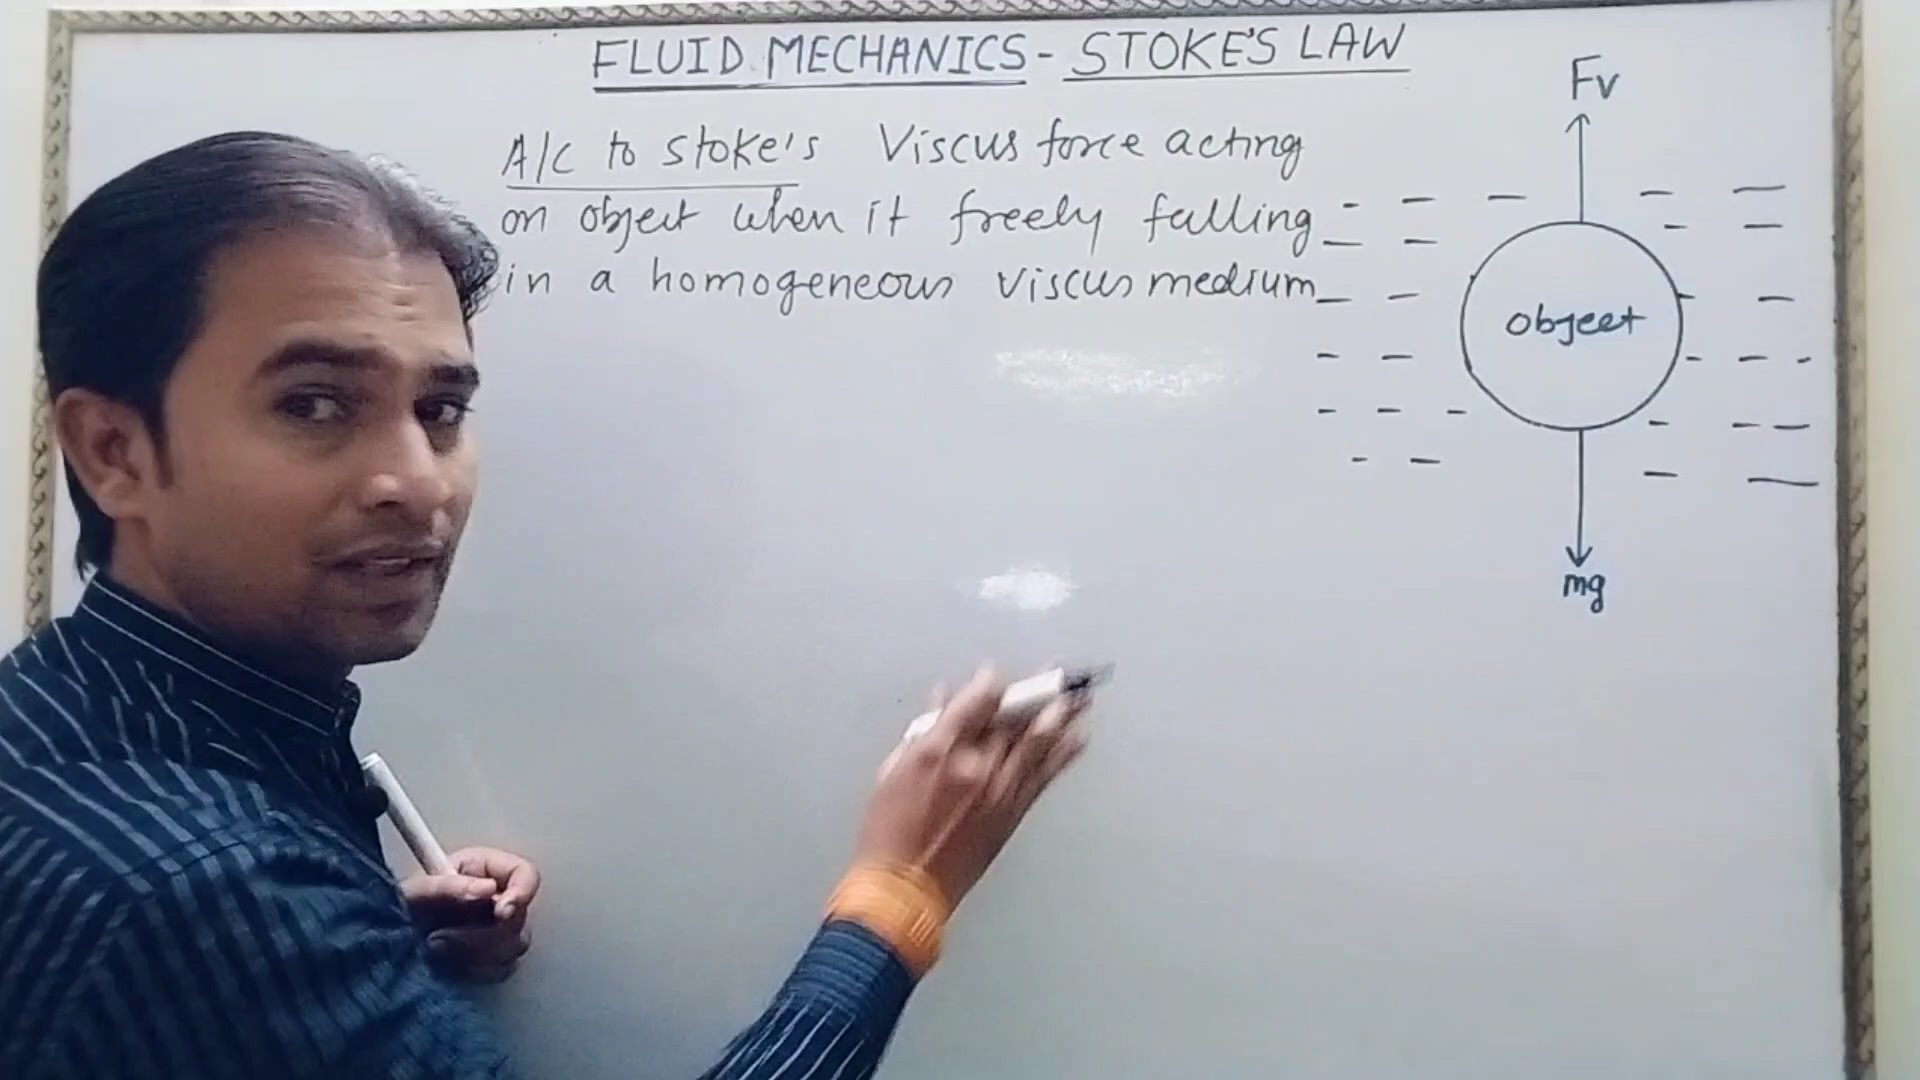 FLUID MECHANICS - STOKE'S LAW
A/C to stoke's Viscus force acting
on object when it freely falling
in a homogeneous viscus medium
Fv
object
mg